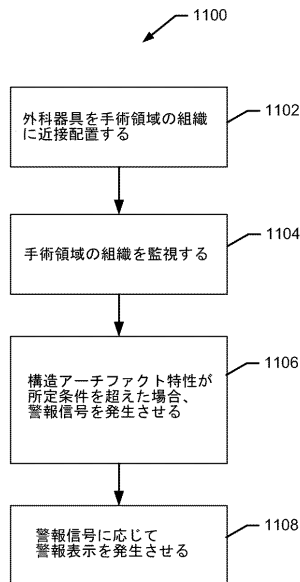 1100
外科器具を手術領域の組織
に近接配置する
1102
手術領域の組織を監視する
1104
構造アーチファクト特性が
所定条件を超えた場合、
警報信号を発生させる
1106
警報信号に応じて
警報表示を発生させる
1108